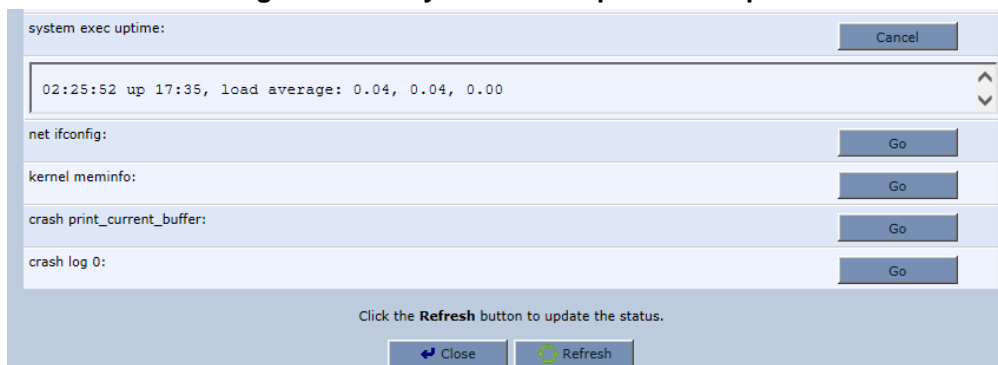 system exec uptime:
Cancel
02:25:52 up 17:35, load average: 0.04, 0.04, 0.00
net ifconfig:
Go
kernel meminfo:
Go
crash print_current_buffer:
Go
crash log 0:
Go
Click the Refresh button to update the status.
Close Refresh